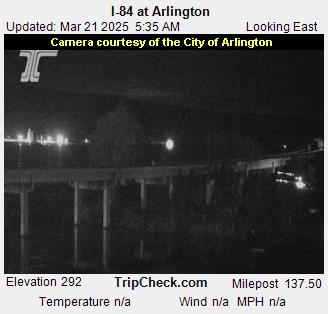 I-84 at Arlington
Updated: Mar 21 2025 5:35 AM Looking East
Camera courtesy of the City of Arlington
Elevation 292 TripCheck.com Milepost 137.50
Temperature n/a Wind n/a MPH n/a